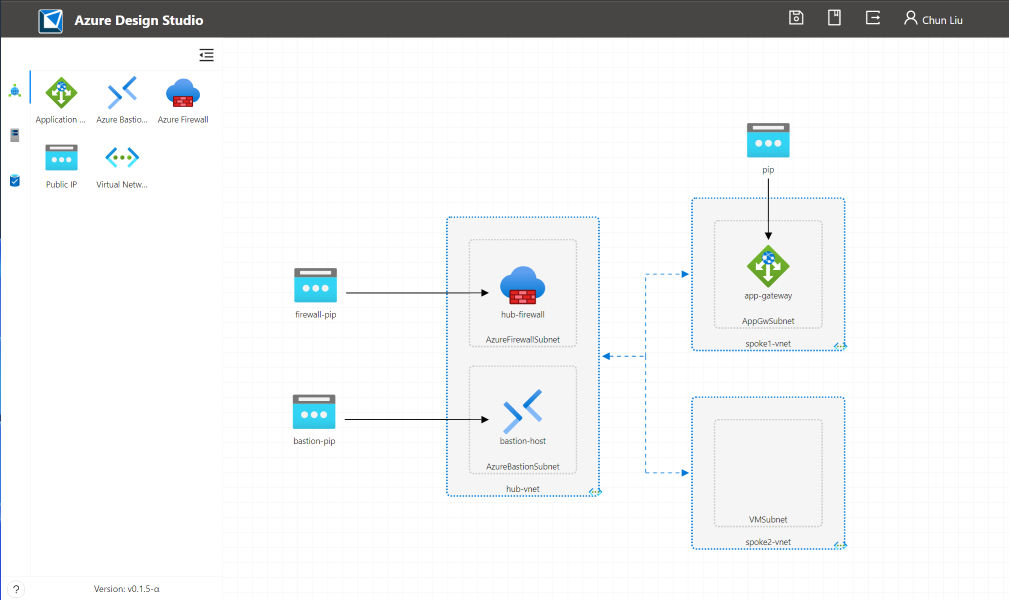 Azure Design Studio
Chun Liu
Application ...
Azure Bastio...
Azure Firewall
Public IP
Virtual Netw...
pip
app-gateway
AppGwSubnet
spoke1-vnet
firewall-pip
hub-firewall
AzureFirewallSubnet
bastion-pip
bastion-host
AzureBastionSubnet
hub-vnet
VMSubnet
spoke2-vnet
?
Version: v0.1.5-α